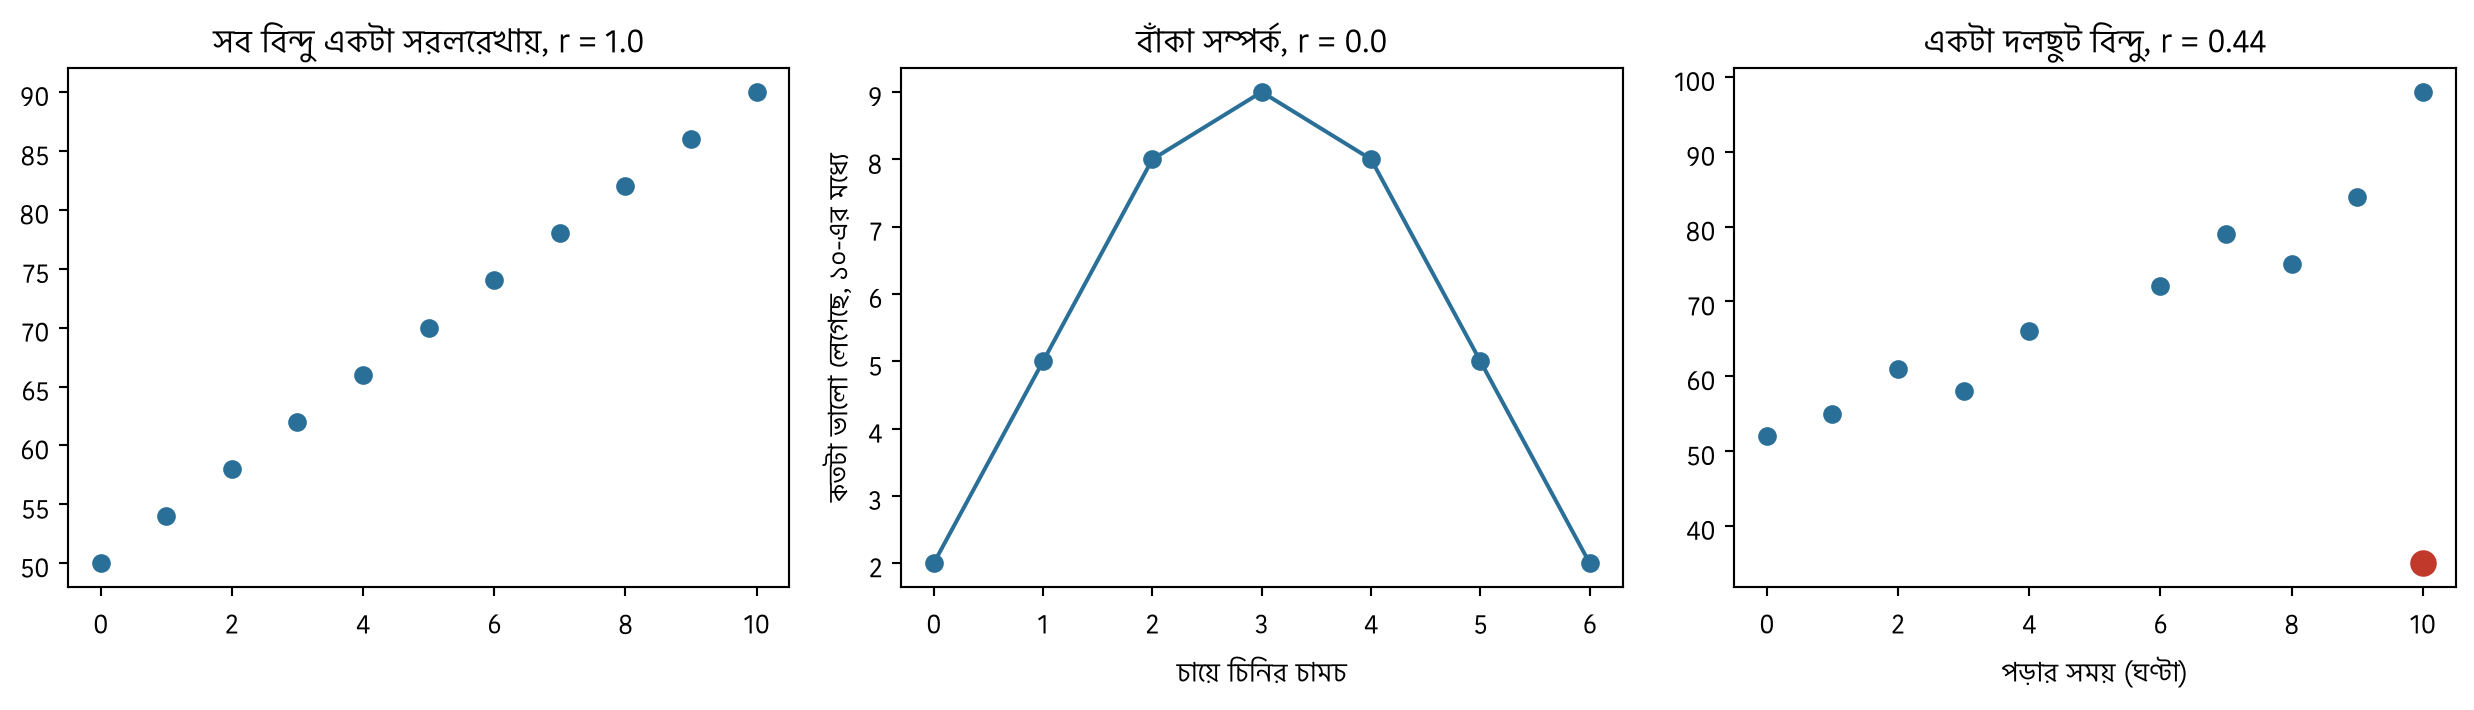 সব বিন্দু একটা সরলরেখায়, r = 1.0
90
85
80
75
70
65
60
55
50
0 2 4 6 8 10
বাঁকা সম্পর্ক, r = 0.0
কতটা ভালো লেগেছে, ১০-এর মধ্যে
9
8
7
6
5
4
3
2
0 1 2 3 4 5 6
চায়ে চিনির চামচ
একটা দলছুট বিন্দু, r = 0.44
100
90
80
70
60
50
40
0 2 4 6 8 10
পড়ার সময় (ঘণ্টা)